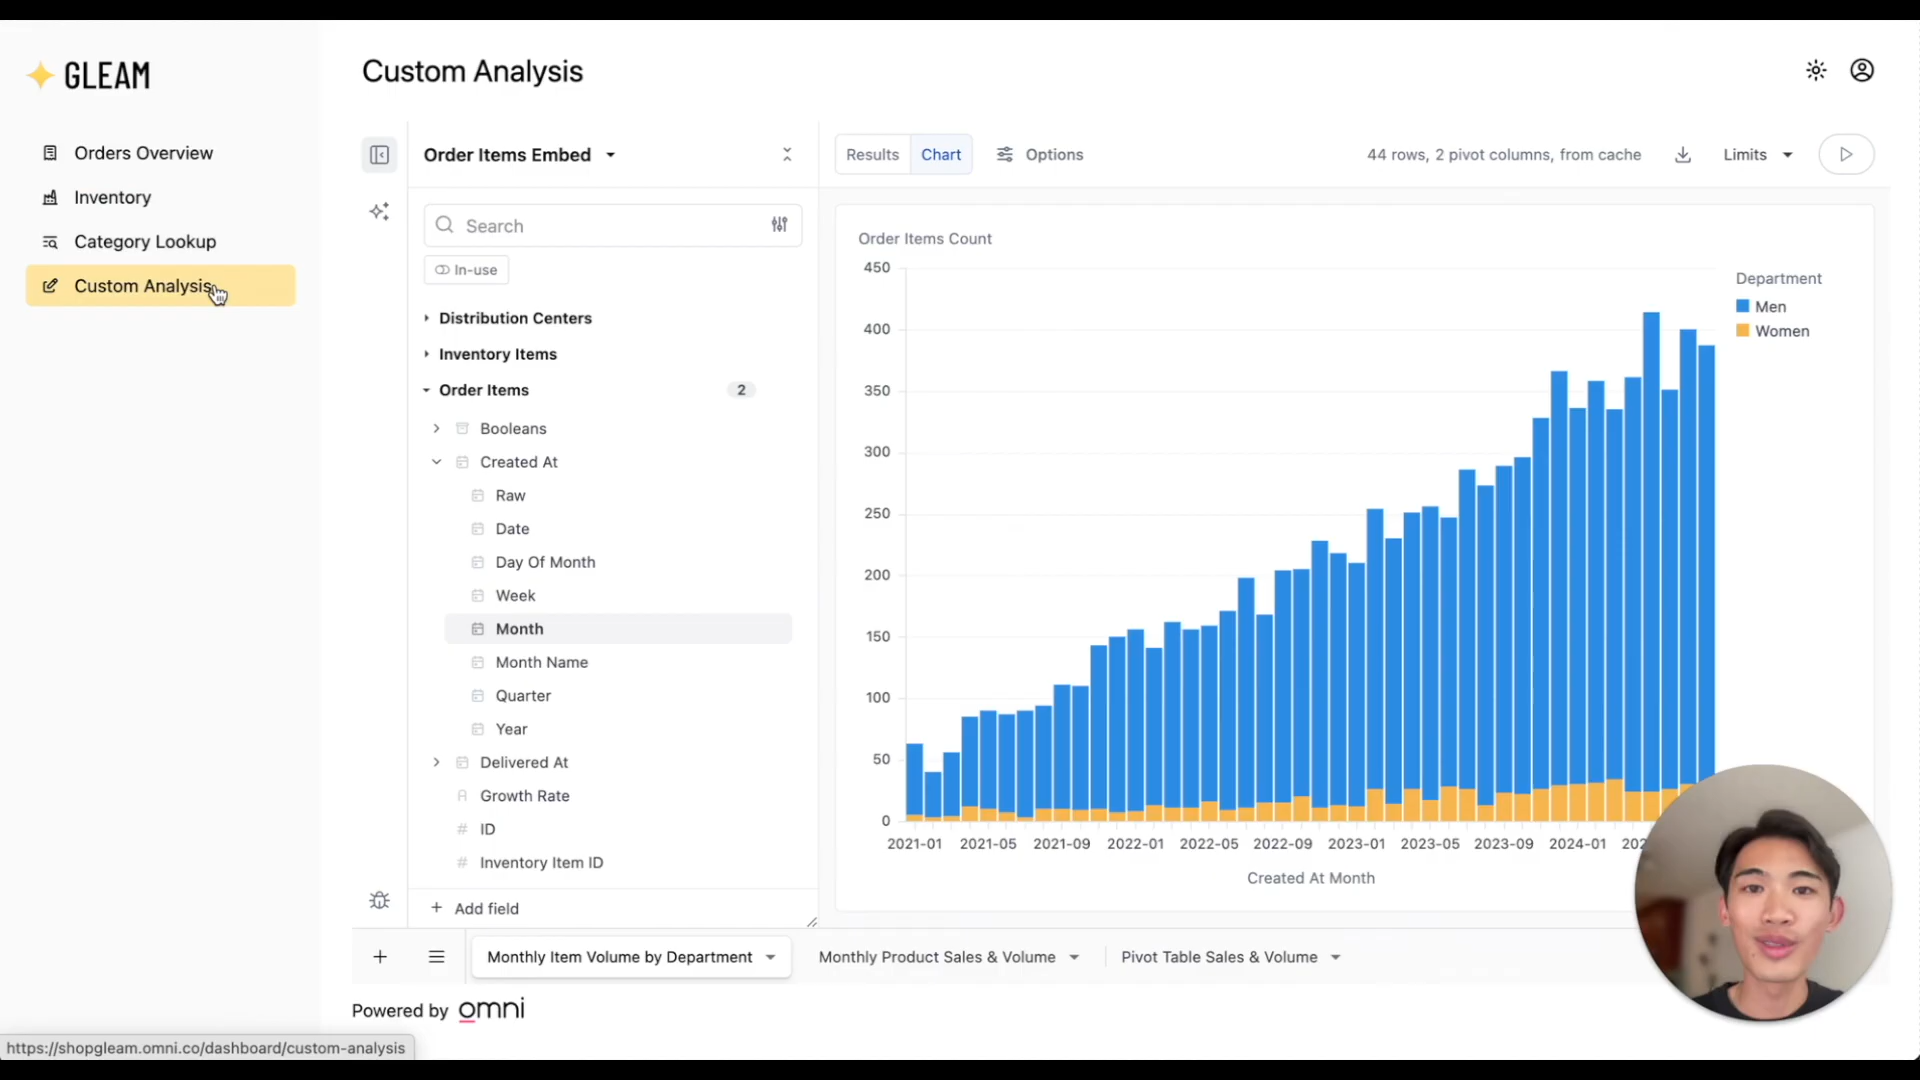 GLEAM
Orders Overview
Inventory
Category Lookup
Custom Analysis
Custom Analysis
Order Items Embed
Search
In-use
Distribution Centers
Inventory Items
Order Items 2
Booleans
Created At
Raw
Date
Day Of Month
Week
Month
Month Name
Quarter
Year
Delivered At
Growth Rate
ID
Inventory Item ID
Add field
Results Chart Options
44 rows, 2 pivot columns, from cache Limits
Order Items Count
450
400
350
300
250
200
150
100
50
0
2021-01 2021-05 2021-09 2022-01 2022-05 2022-09 2023-01 2023-05 2023-09 2024-01
Created At Month
Department
Men
Women
Monthly Item Volume by Department Monthly Product Sales & Volume Pivot Table Sales & Volume
Powered by omni
https://shopgleam.omni.co/dashboard/custom-analysis